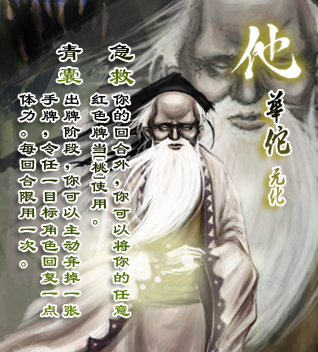 他
華佗
元化
急救
你的回合外,你可以将你的任意
红色牌当[桃]使用。
青囊
出牌阶段,你可以主动弃掉一张
手牌,令任一目标角色回复一点
体力。每回合限用一次。